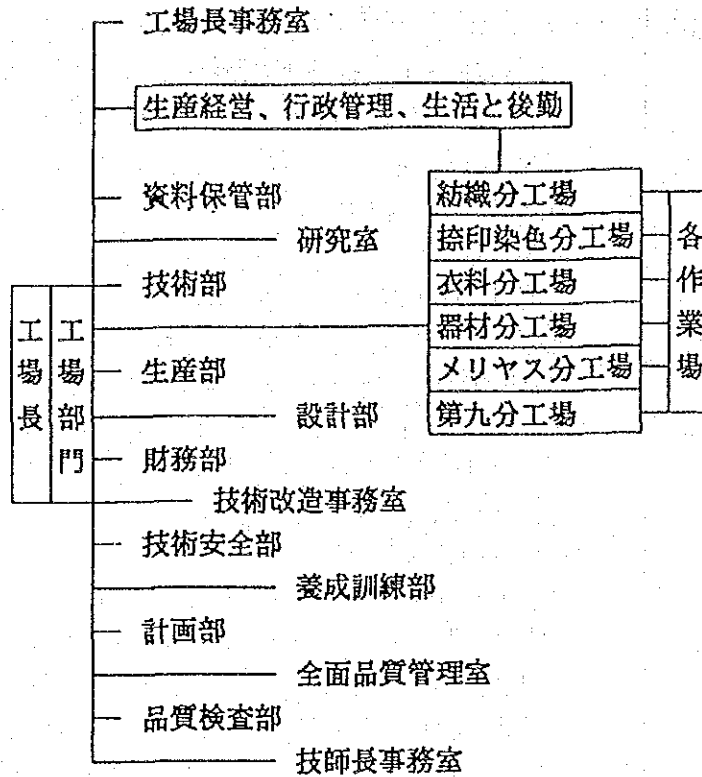 工場長事務室
生産経営、行政管理、生活と後勤
資料保管部
紡織分工場
研究室
捺印染色分工場
技術部
衣料分工場
器材分工場
生産部
メリヤス分工場
設計部
第九分工場
各作業場
工場長
工場部門
財務部
技術改造事務室
技術安全部
養成訓練部
計画部
全面品質管理室
品質検査部
技師長事務室